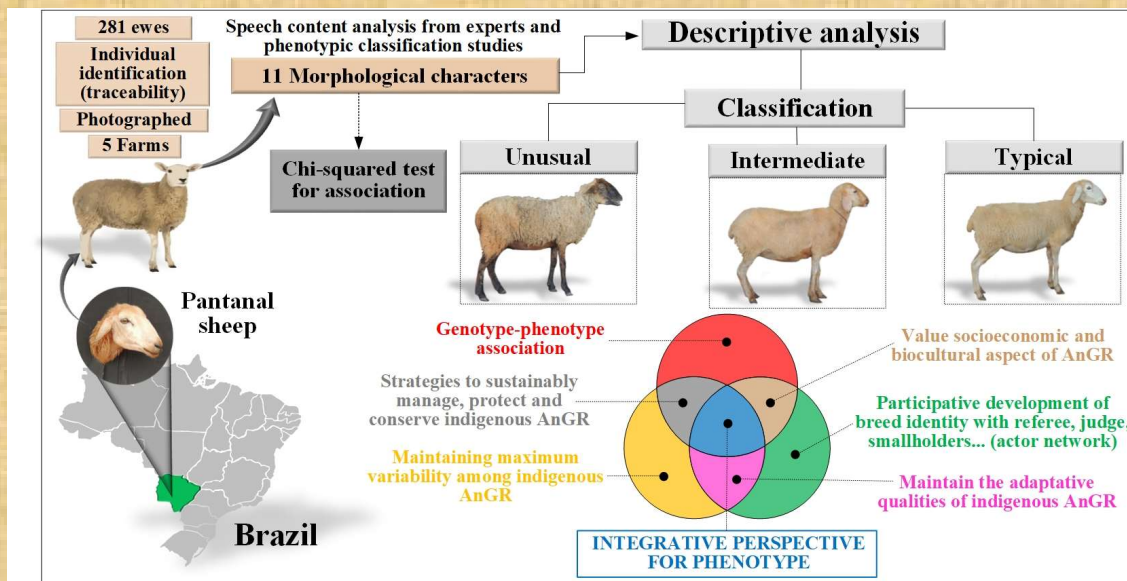 281 ewes
Individual
identification
(traceability)
Photographed
5 Farms
Speech content analysis from experts and
phenotypic classification studies
11 Morphological characters
Chi-squared test
for association
Descriptive analysis
Classification
Unusual
Intermediate
Typical
Pantanal
sheep
Brazil
Genotype-phenotype
association
Strategies to sustainably
manage, protect and
conserve indigenous AnGR
Maintaining maximum
variability among indigenous
AnGR
Value socioeconomic and
biocultural aspect of AnGR
Participative development of
breed identity with referee, judge,
smallholders... (actor network)
Maintain the adaptative
qualities of indigenous AnGR
INTEGRATIVE PERSPECTIVE
FOR PHENOTYPE